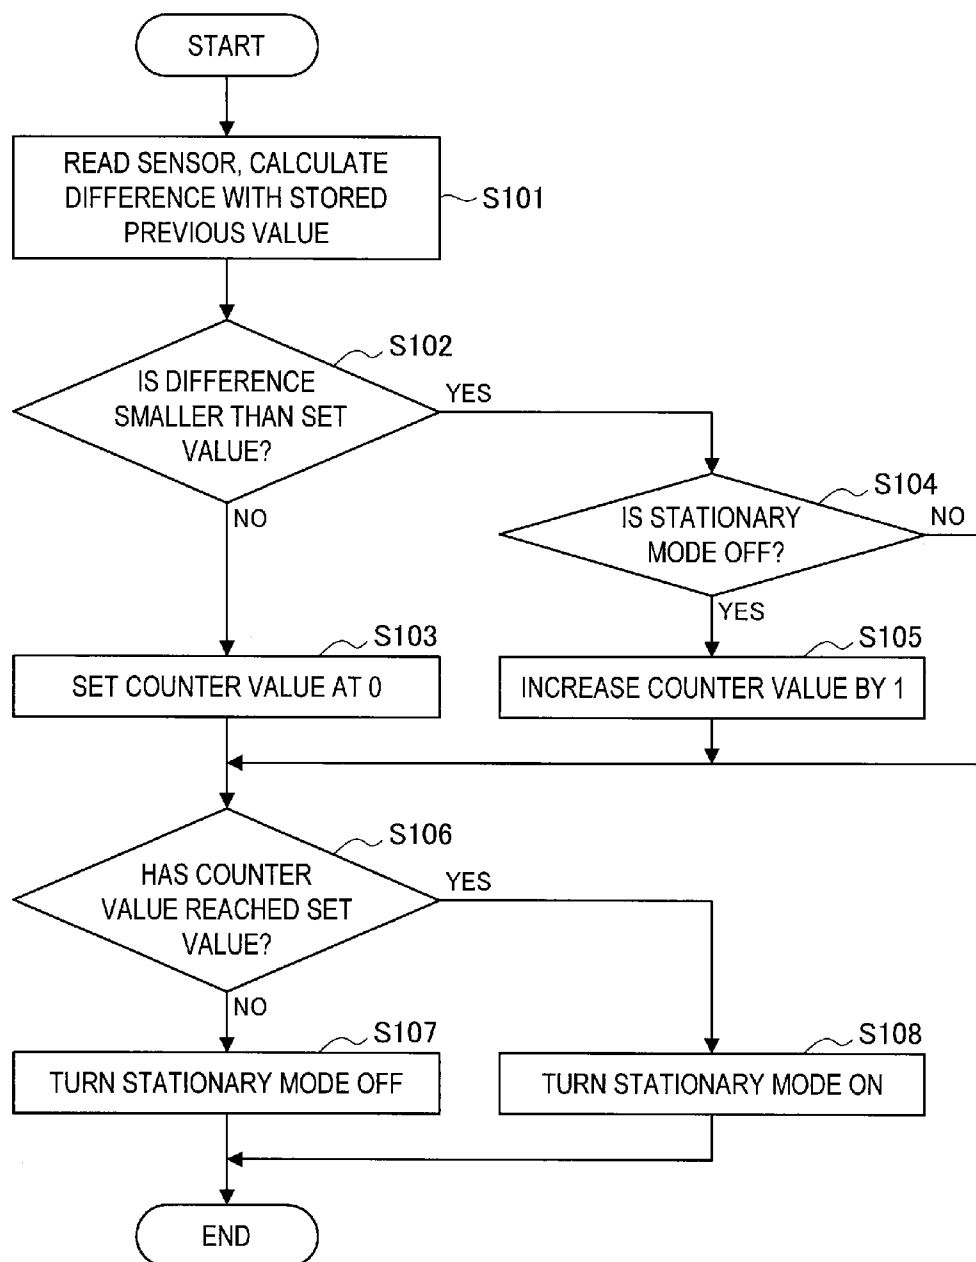 START
READ SENSOR, CALCULATE
DIFFERENCE WITH STORED
PREVIOUS VALUE
S101
S102
IS DIFFERENCE
SMALLER THAN SET
VALUE?
YES
NO
S104
IS STATIONARY
MODE OFF?
NO
YES
S103
SET COUNTER VALUE AT 0
S105
INCREASE COUNTER VALUE BY 1
S106
HAS COUNTER
VALUE REACHED SET
VALUE?
YES
NO
S107
TURN STATIONARY MODE OFF
S108
TURN STATIONARY MODE ON
END